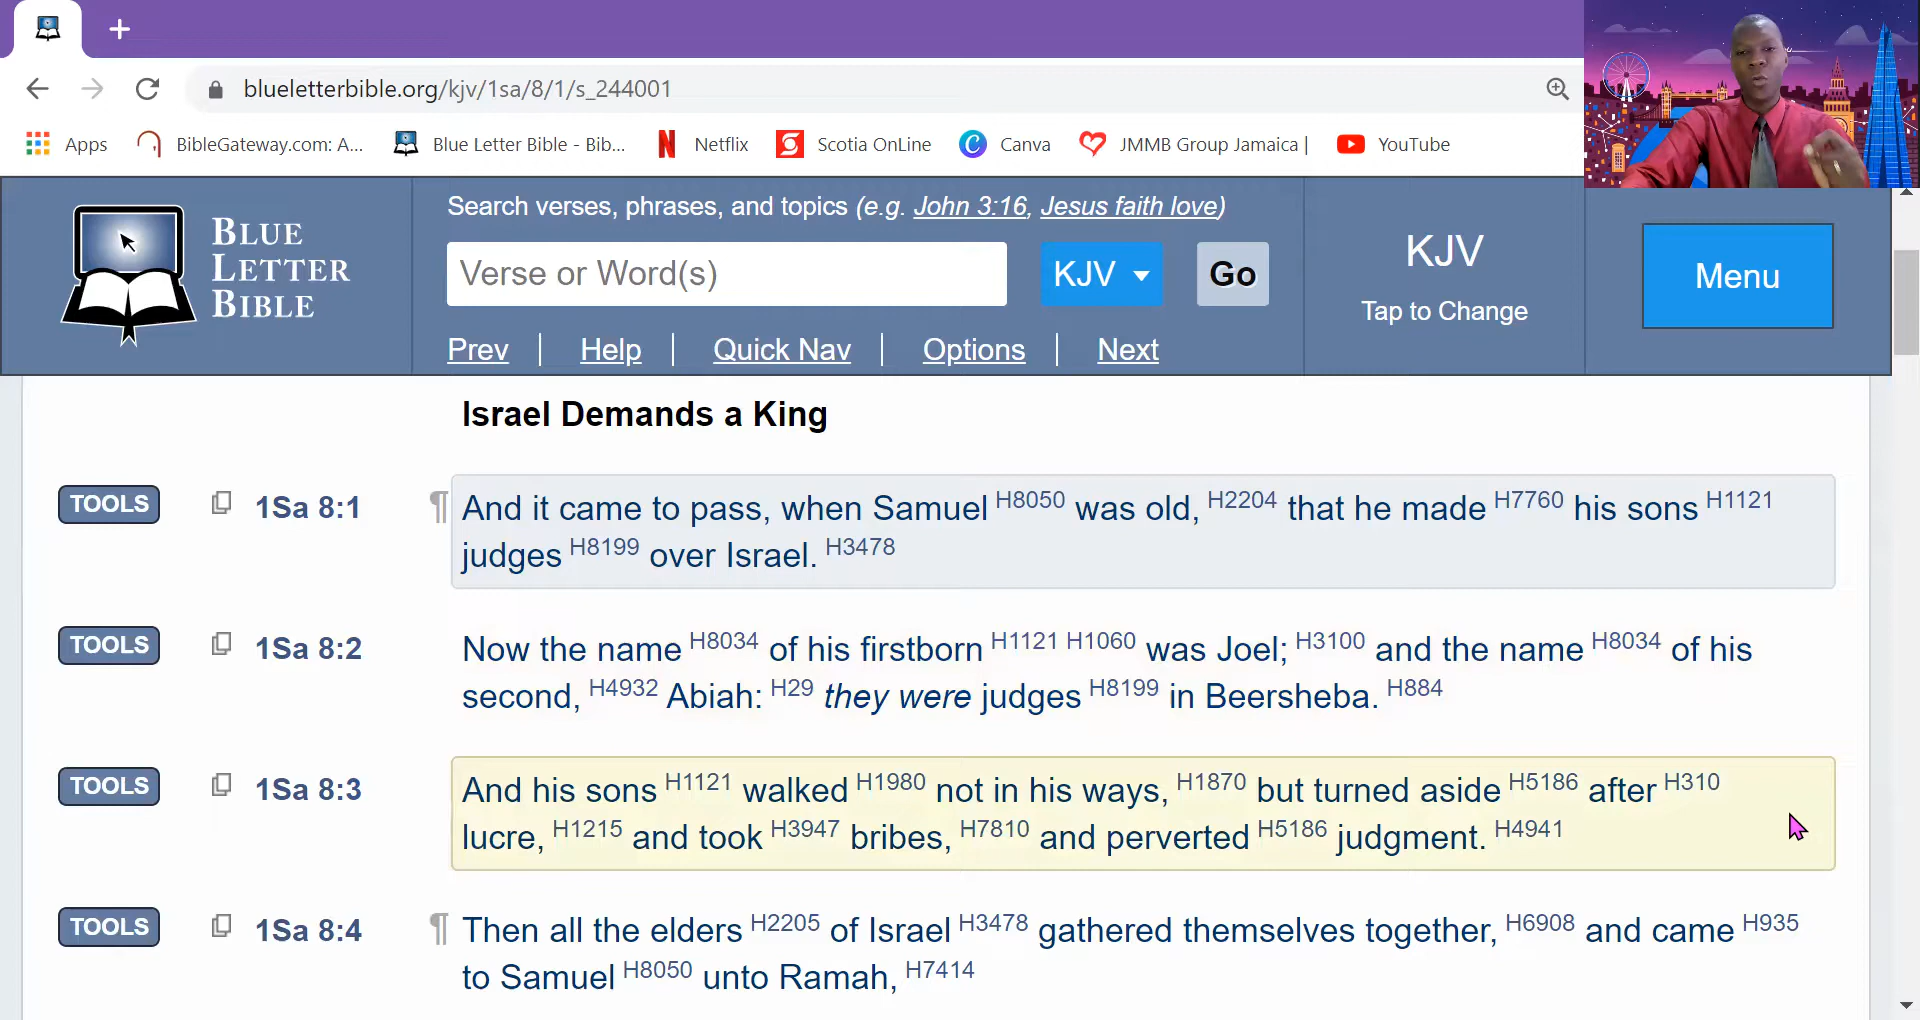 blueletterbible.org/kjv/1sa/8/1/s_244001
Apps BibleGateway.com: A... Blue Letter Bible - Bib... Netflix Scotia OnLine Canva JMMB Group Jamaica | YouTube
BLUE
LETTER
BIBLE
Search verses, phrases, and topics (e.g. John 3:16, Jesus faith love)
Verse or Word(s) KJV Go
Prev | Help | Quick Nav | Options | Next
KJV
Tap to Change
Menu
Israel Demands a King
TOOLS 1Sa 8:1 ¶ And it came to pass, when Samuel H8050 was old, H2204 that he made H7760 his sons H1121
judges H8199 over Israel. H3478
TOOLS 1Sa 8:2 Now the name H8034 of his firstborn H1121 H1060 was Joel; H3100 and the name H8034 of his
second, H4932 Abiah: H29 they were judges H8199 in Beersheba. H884
TOOLS 1Sa 8:3 And his sons H1121 walked H1980 not in his ways, H1870 but turned aside H5186 after H310
lucre, H1215 and took H3947 bribes, H7810 and perverted H5186 judgment. H4941
TOOLS 1Sa 8:4 ¶ Then all the elders H2205 of Israel H3478 gathered themselves together, H6908 and came H935
to Samuel H8050 unto Ramah, H7414